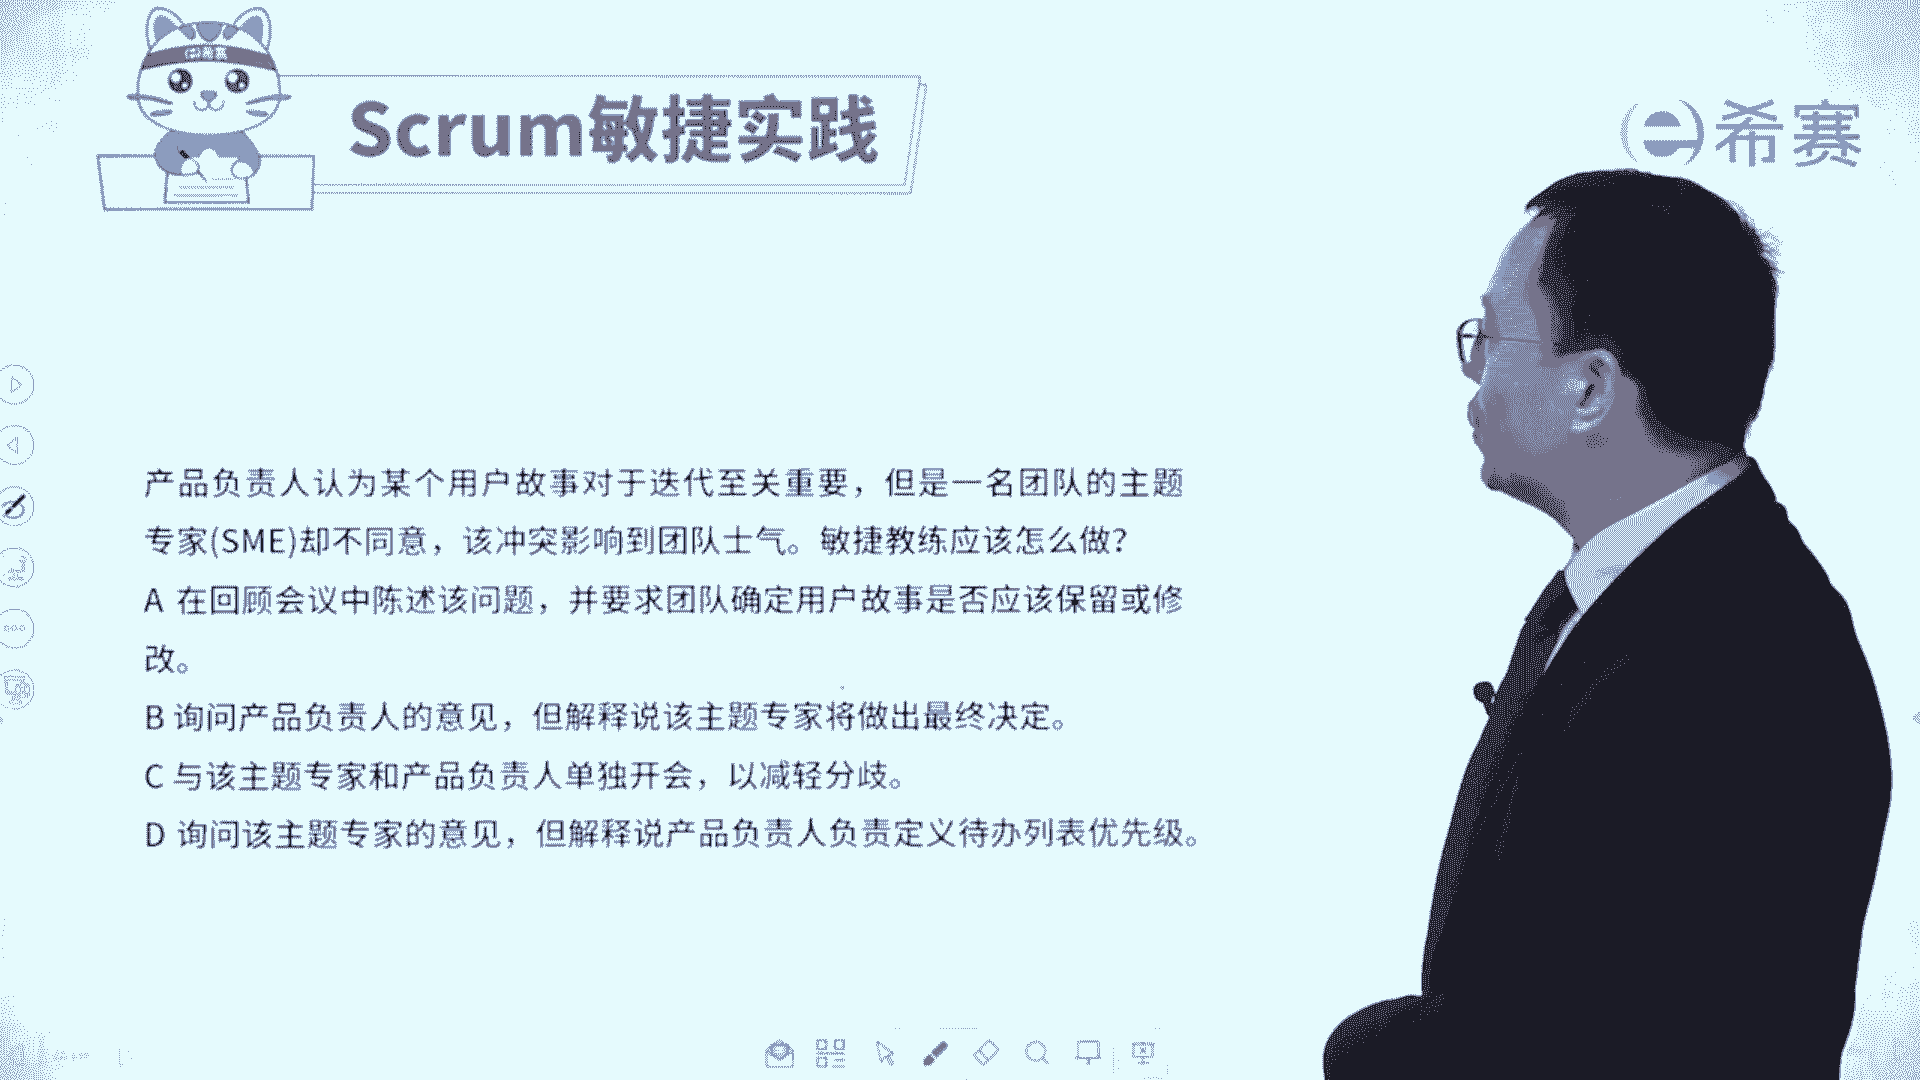 Scrum敏捷实践
希赛
希赛
产品负责人认为某个用户故事对于迭代至关重要，但是一名团队的主题
专家(SME)却不同意，该冲突影响到团队士气。敏捷教练应该怎么做？
A 在回顾会议中陈述该问题，并要求团队确定用户故事是否应该保留或修
改。
B 询问产品负责人的意见，但解释说该主题专家将做出最终决定。
C 与该主题专家和产品负责人单独开会，以减轻分歧。
D 询问该主题专家的意见，但解释说产品负责人负责定义待办列表优先级。